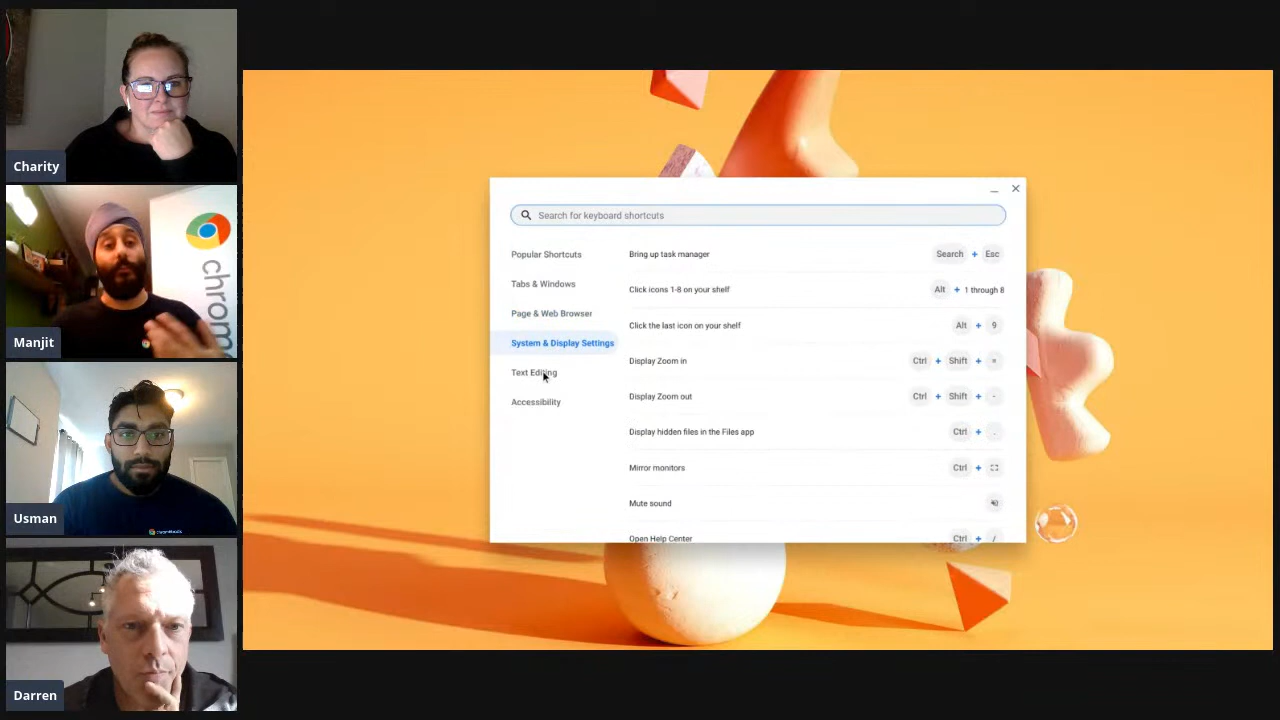 Charity
chrom
Manjit
Usman
Darren
Search for keyboard shortcuts
Popular Shortcuts
Tabs & Windows
Page & Web Browser
System & Display Settings
Text Editing
Accessibility
Bring up task manager Search + Esc
Click icons 1-8 on your shelf Alt + 1 through 8
Click the last icon on your shelf Alt + 9
Display Zoom in Ctrl + Shift + =
Display Zoom out Ctrl + Shift + -
Display hidden files in the Files app Ctrl + .
Mirror monitors Ctrl +
Mute sound
Open Help Center Ctrl + /